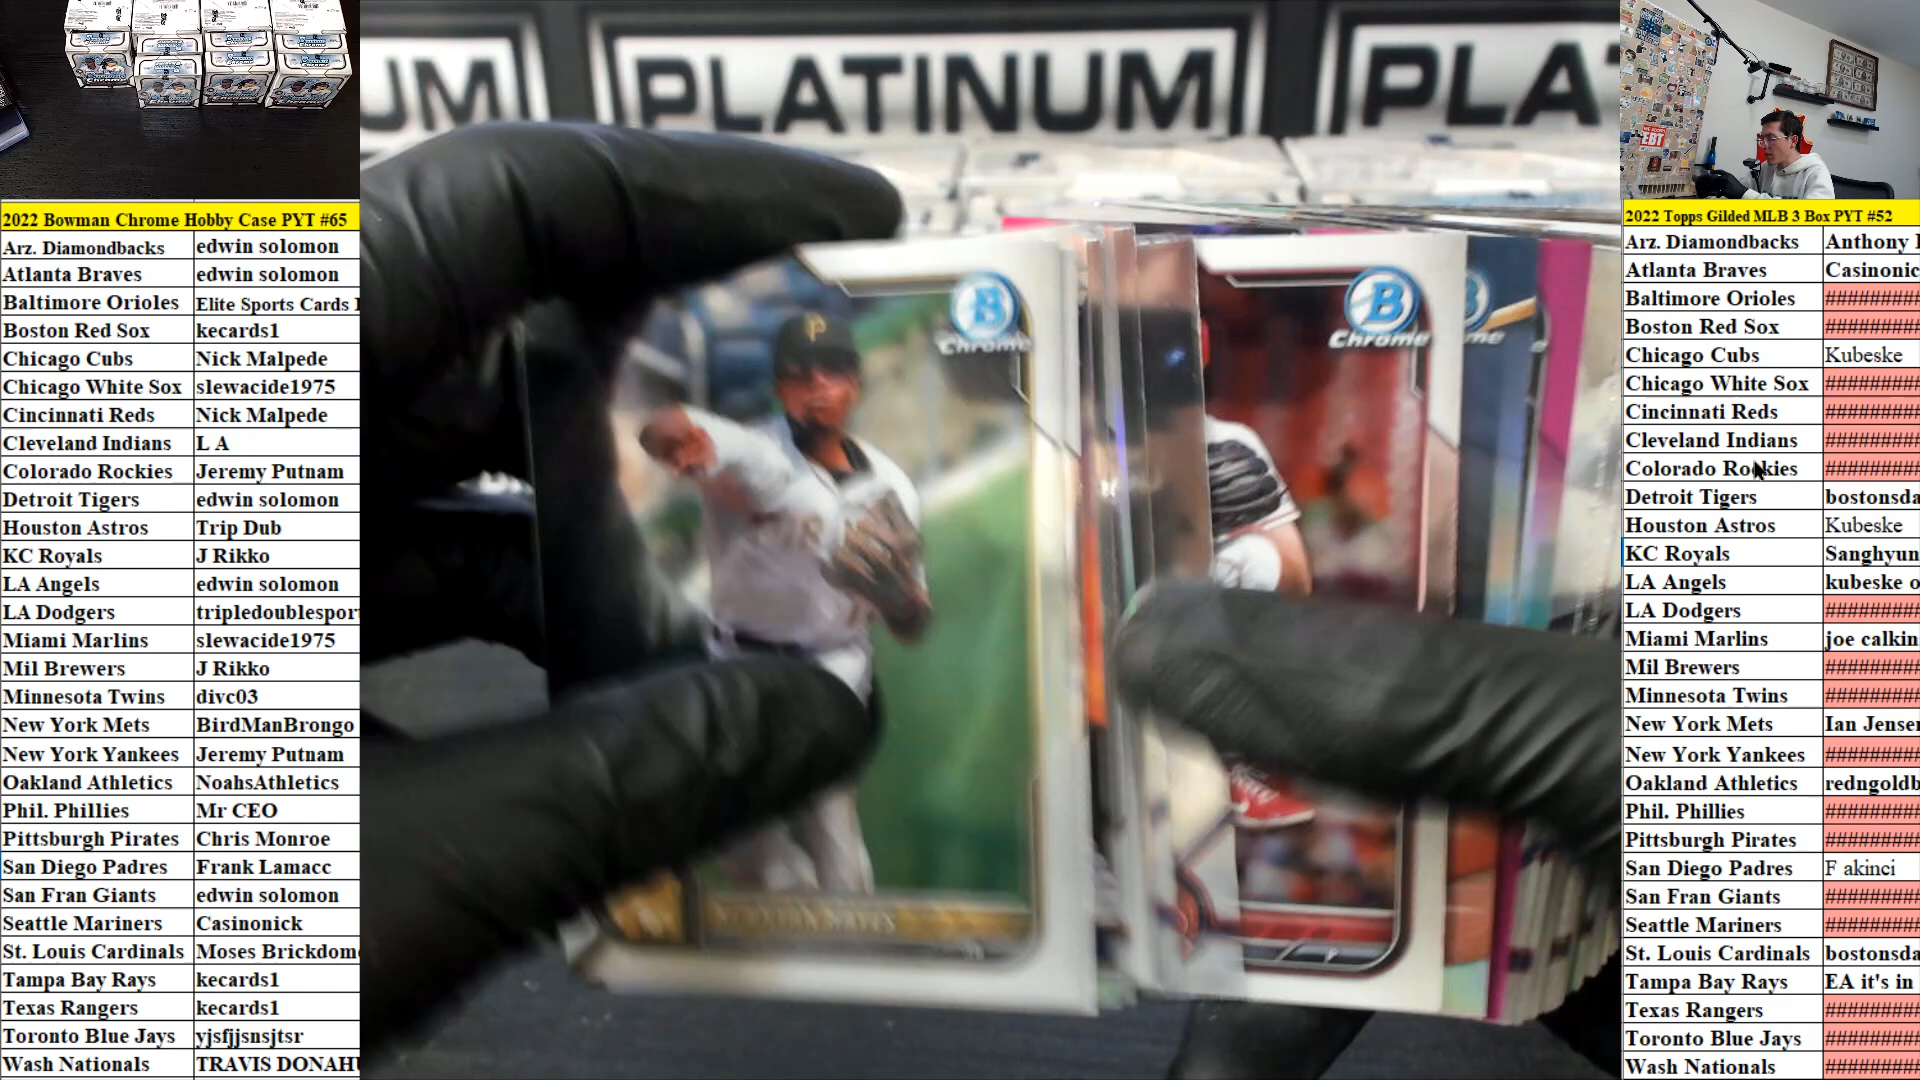 UM PLATINUM PLA
B
Chrome
B
Chrome
P
WE ACCEPT
EBT
2022 Bowman Chrome Hobby Case PYT #65
Arz. Diamondbacks edwin solomon
Atlanta Braves edwin solomon
Baltimore Orioles Elite Sports Cards
Boston Red Sox kecards1
Chicago Cubs Nick Malpede
Chicago White Sox slewacide1975
Cincinnati Reds Nick Malpede
Cleveland Indians L A
Colorado Rockies Jeremy Putnam
Detroit Tigers edwin solomon
Houston Astros Trip Dub
KC Royals J Rikko
LA Angels edwin solomon
LA Dodgers tripledoublespor
Miami Marlins slewacide1975
Mil Brewers J Rikko
Minnesota Twins divc03
New York Mets BirdManBrongo
New York Yankees Jeremy Putnam
Oakland Athletics NoahsAthletics
Phil. Phillies Mr CEO
Pittsburgh Pirates Chris Monroe
San Diego Padres Frank Lamacc
San Fran Giants edwin solomon
Seattle Mariners Casinonick
St. Louis Cardinals Moses Brickdom
Tampa Bay Rays kecards1
Texas Rangers kecards1
Toronto Blue Jays yjsfjjsnsjtsr
Wash Nationals TRAVIS DONAH
2022 Topps Gilded MLB 3 Box PYT #52
Arz. Diamondbacks Anthony
Atlanta Braves Casinonic
Baltimore Orioles #########
Boston Red Sox #########
Chicago Cubs Kubeske
Chicago White Sox #########
Cincinnati Reds #########
Cleveland Indians #########
Colorado Rockies #########
Detroit Tigers bostonsda
Houston Astros Kubeske
KC Royals Sanghyun
LA Angels kubeske o
LA Dodgers #########
Miami Marlins joe calkin
Mil Brewers #########
Minnesota Twins #########
New York Mets Ian Jensen
New York Yankees #########
Oakland Athletics redngoldb
Phil. Phillies #########
Pittsburgh Pirates #########
San Diego Padres F akinci
San Fran Giants #########
Seattle Mariners #########
St. Louis Cardinals bostonsda
Tampa Bay Rays EA it's in
Texas Rangers #########
Toronto Blue Jays #########
Wash Nationals #########